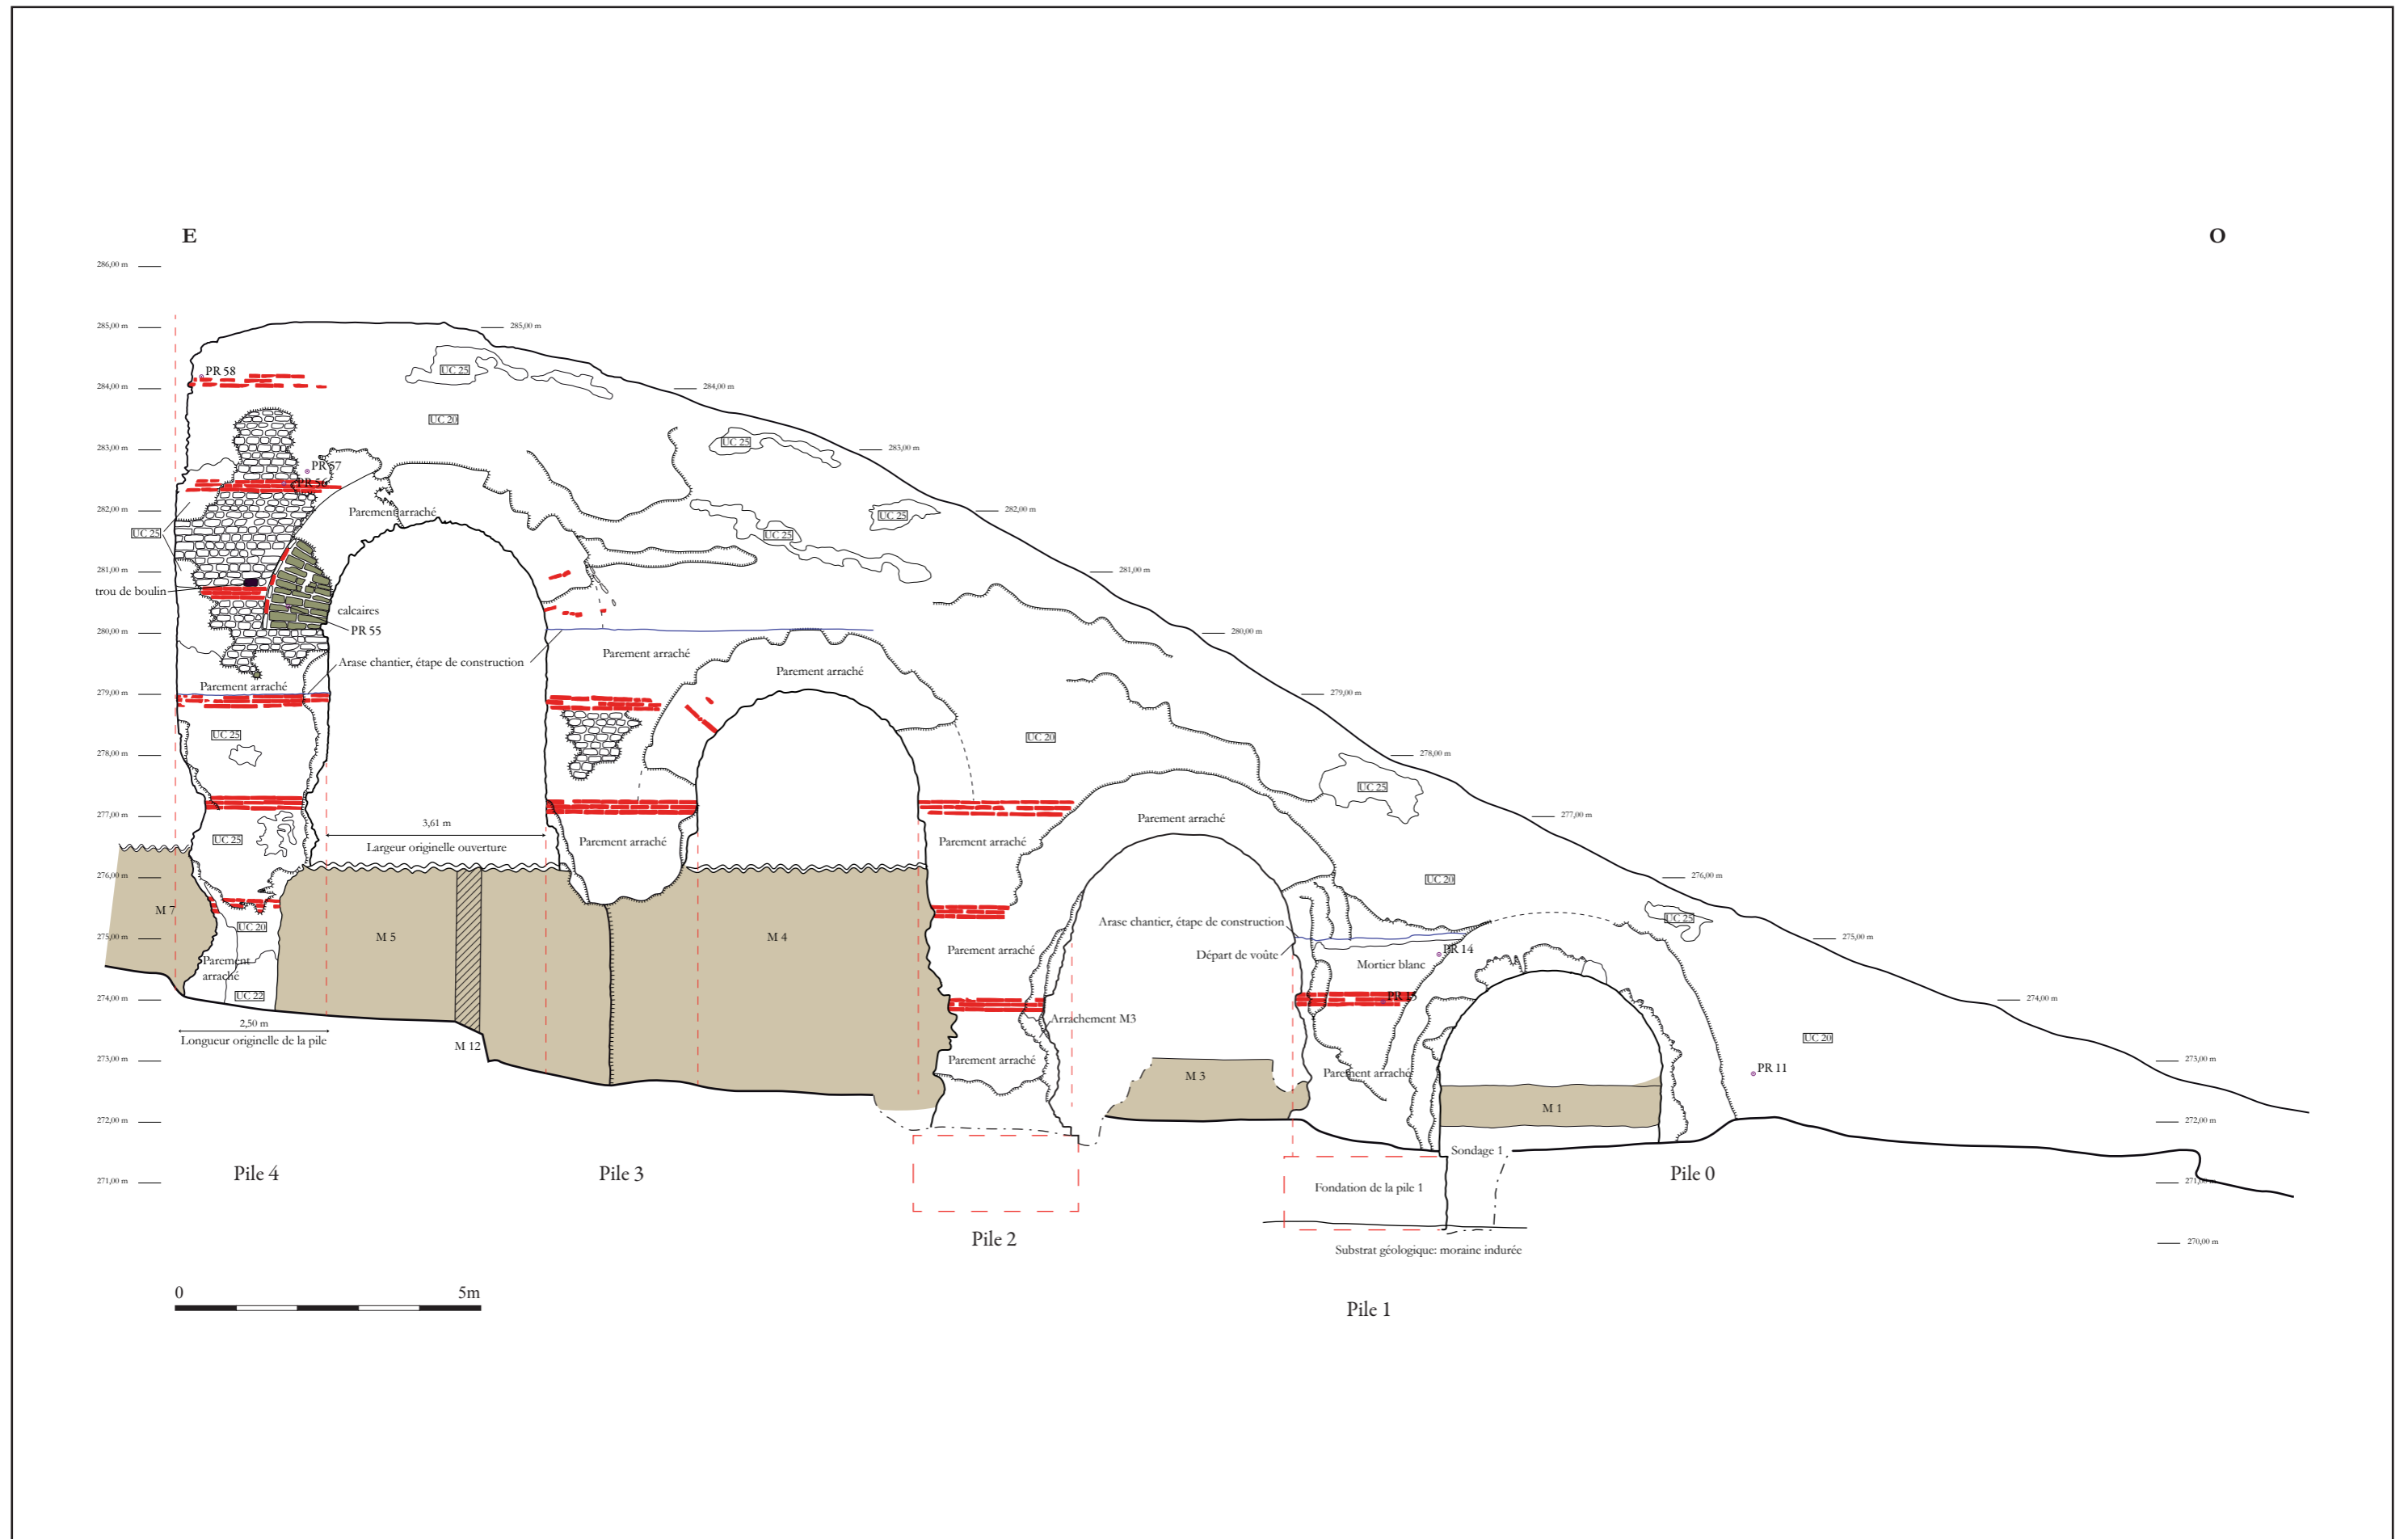 E
O
286,00 m
285,00 m
285,00 m
PR 58
UC 25
284,00 m
284,00 m
UC 20
UC 25
283,00 m
283,00 m
PR 57
PR 56
282,00 m
Parement arraché
UC 25
282,00 m
UC 25
UC 25
281,00 m
281,00 m
trou de boulin
calcaires
PR 55
280,00 m
280,00 m
Arase chantier, étape de construction
Parement arraché
Parement arraché
Parement arraché
279,00 m
279,00 m
UC 25
UC 20
278,00 m
278,00 m
UC 25
277,00 m
277,00 m
3,61 m
Largeur originelle ouverture
UC 25
Parement arraché
Parement arraché
Parement arraché
276,00 m
276,00 m
UC 20
M 7
UC 20
UC 25
Arase chantier, étape de construction
275,00 m
M 5
M 4
Parement arraché
275,00 m
Départ de voûte
PR 14
Mortier blanc
Parement
arraché
UC 22
274,00 m
PR 15
274,00 m
2,50 m
Longueur originelle de la pile
M 12
Arrachement M3
UC 20
273,00 m
Parement arraché
273,00 m
M 3
Parement arraché
PR 11
M 1
272,00 m
272,00 m
Sondage 1
Pile 4
Pile 3
Pile 0
271,00 m
Fondation de la pile 1
271,00 m
Pile 2
Substrat géologique: moraine indurée
270,00 m
0
5m
Pile 1